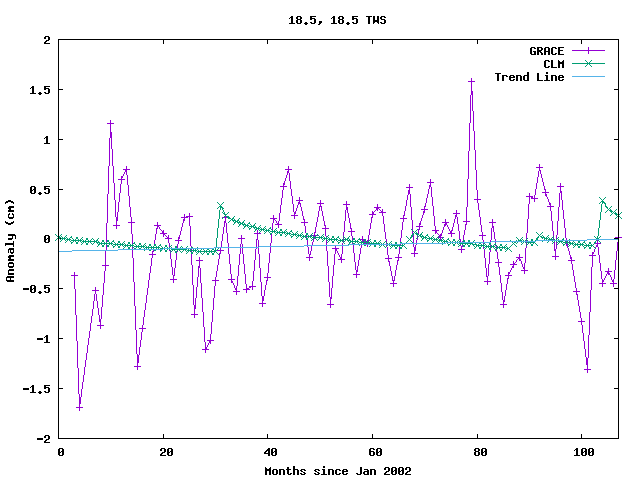 18.5, 18.5 TWS
GRACE
CLM
Trend Line
2
1.5
1
0.5
0
-0.5
-1
-1.5
-2
Anomaly (cm)
0 20 40 60 80 100
Months since Jan 2002